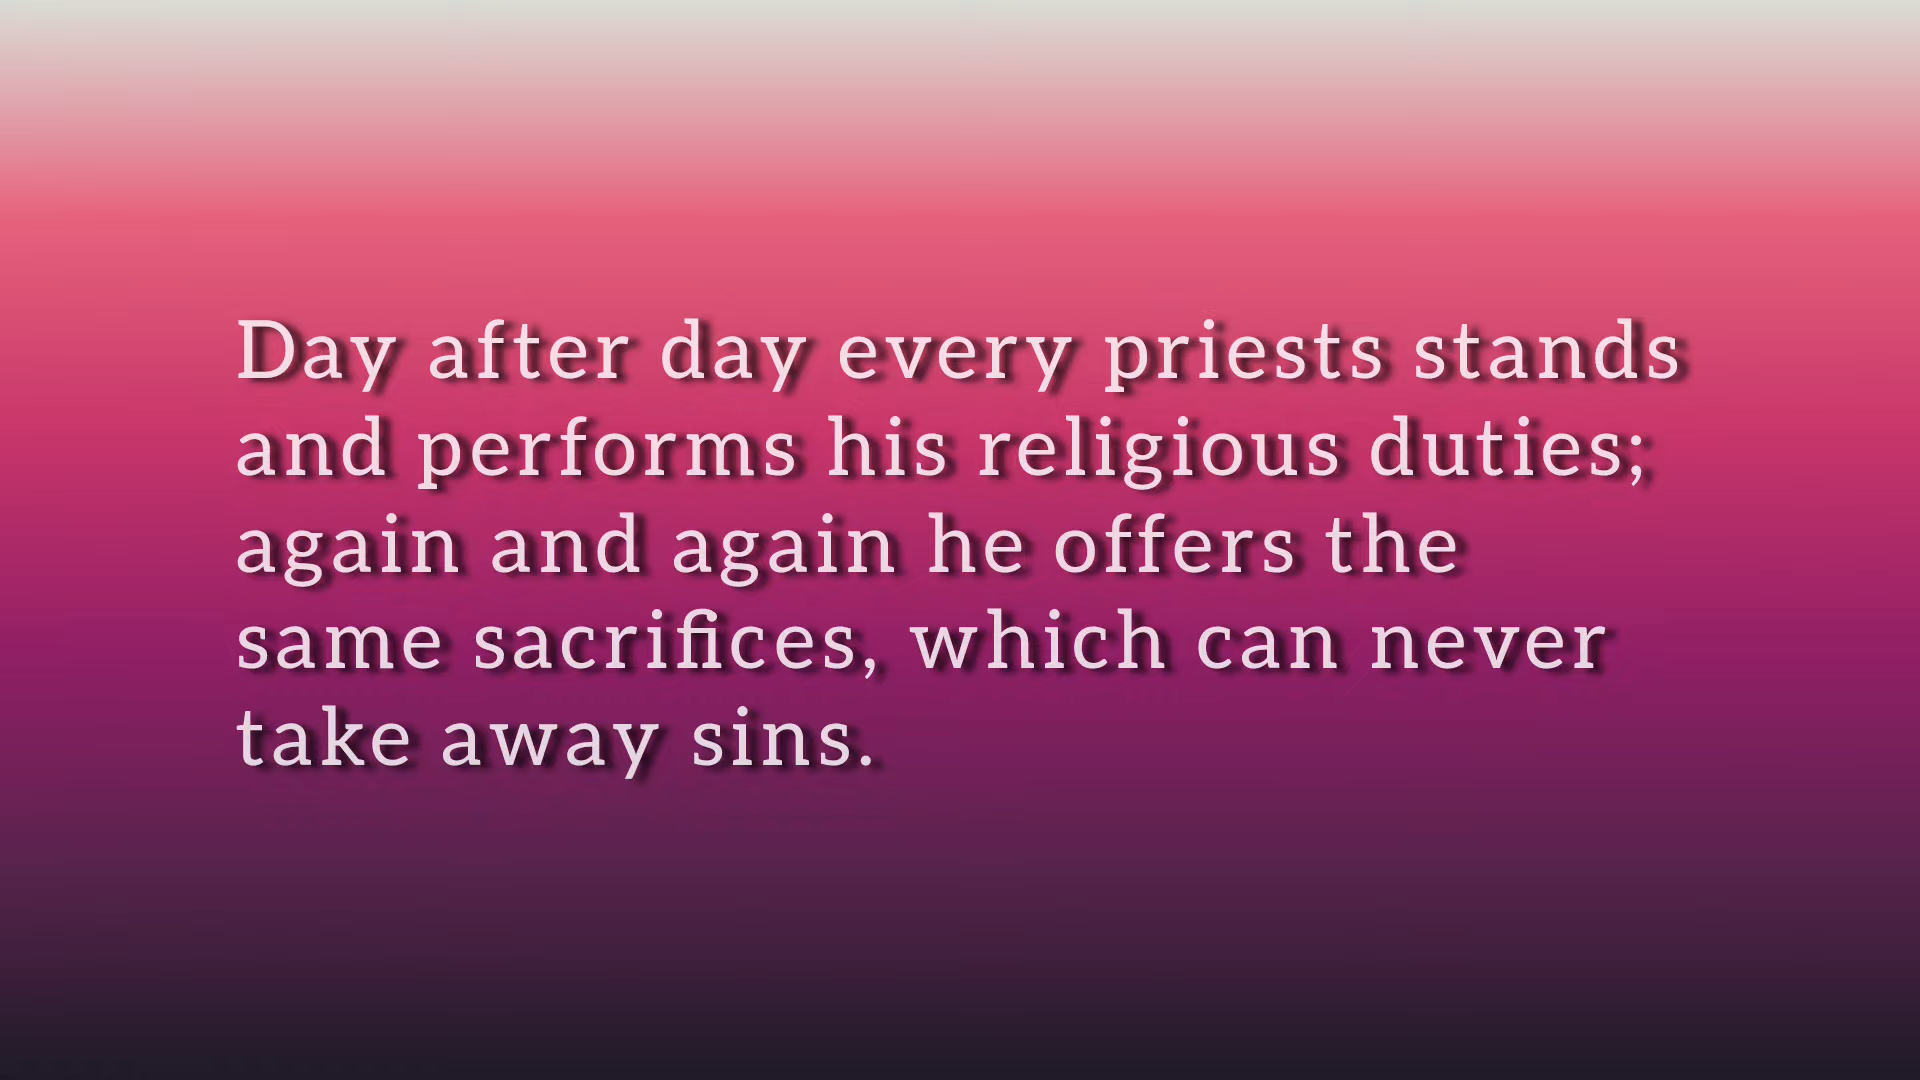 Day after day every priests stands
and performs his religious duties;
again and again he offers the
same sacrifices, which can never
take away sins.